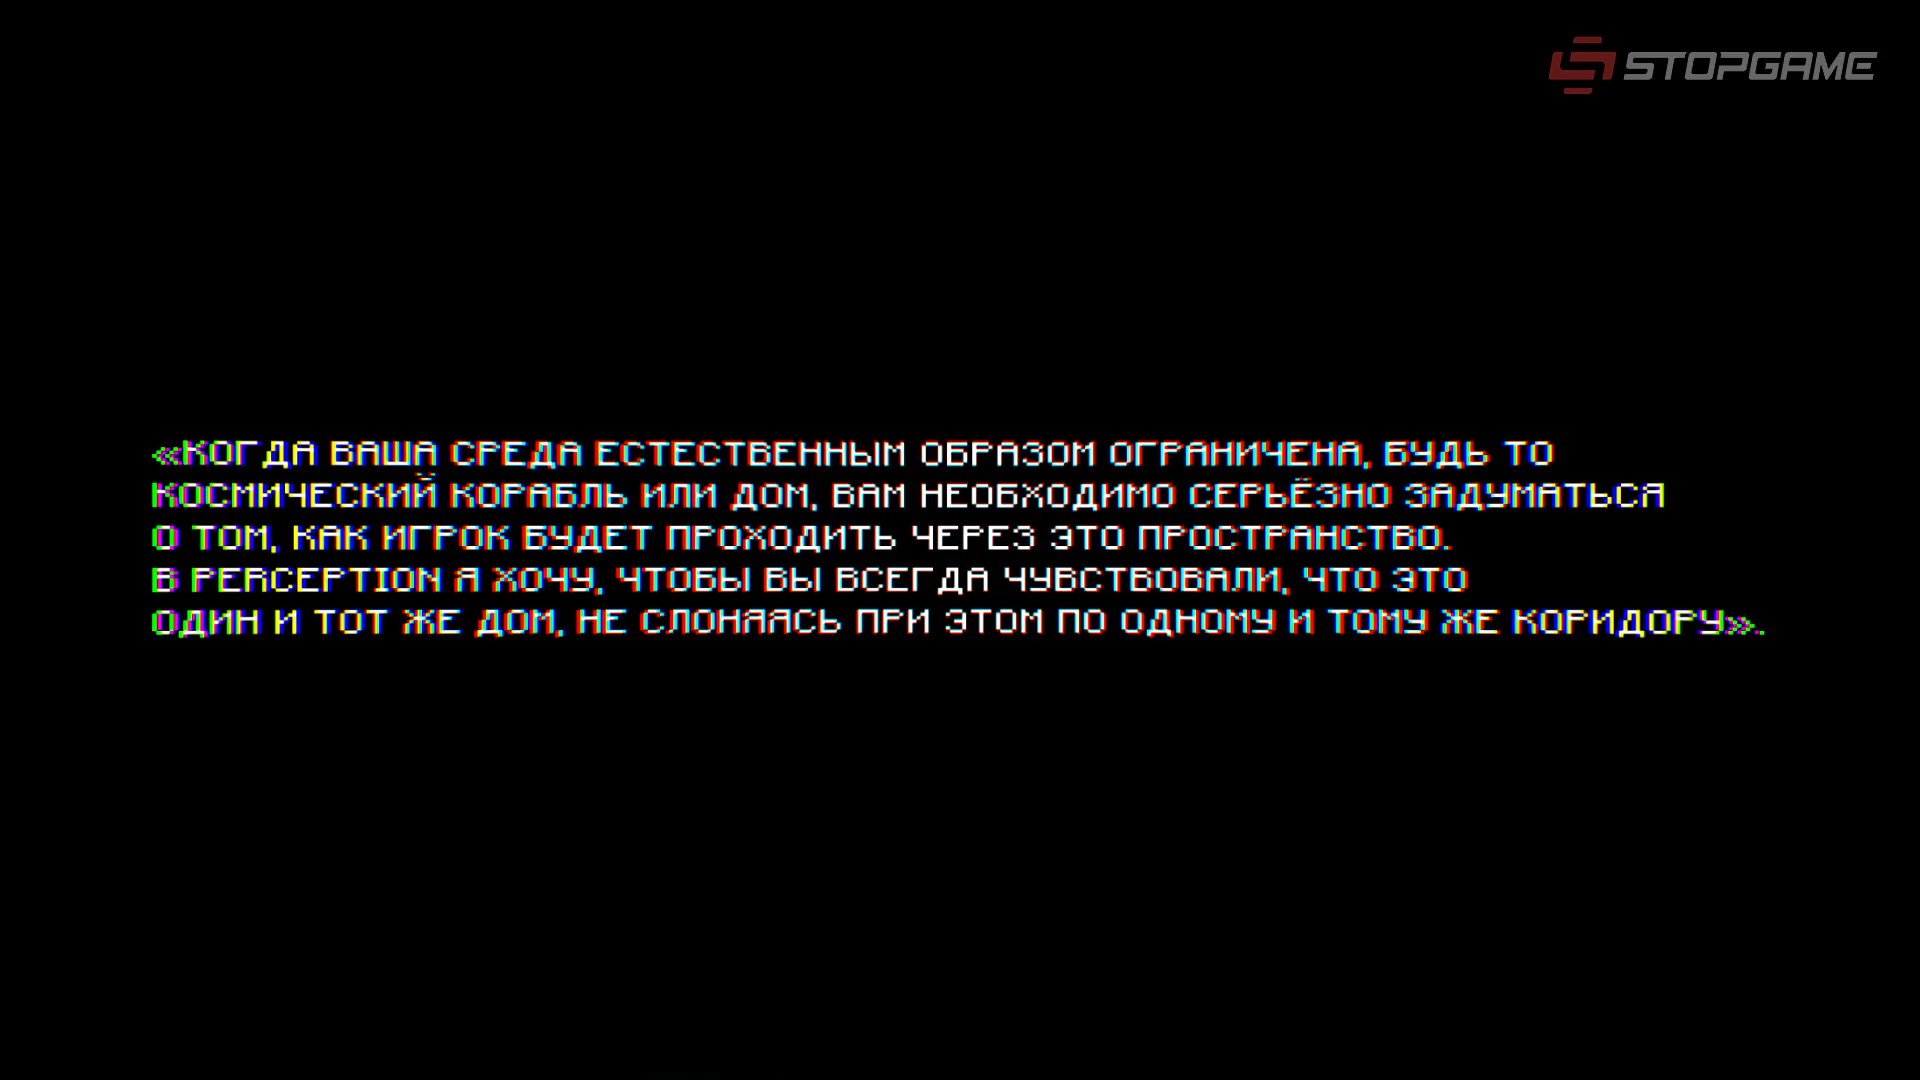 STOPGAME
«КОГДА ВАША СРЕДА ЕСТЕСТВЕННЫМ ОБРАЗОМ ОГРАНИЧЕНА, БУДЬ ТО
КОСМИЧЕСКИЙ КОРАБЛЬ ИЛИ ДОМ, ВАМ НЕОБХОДИМО СЕРЬЁЗНО ЗАДУМАТЬСЯ
О ТОМ, КАК ИГРОК БУДЕТ ПРОХОДИТЬ ЧЕРЕЗ ЭТО ПРОСТРАНСТВО.
В PERCEPTION Я ХОЧУ, ЧТОБЫ ВЫ ВСЕГДА ЧУВСТВОВАЛИ, ЧТО ЭТО
ОДИН И ТОТ ЖЕ ДОМ, НЕ СЛОНЯЯСЬ ПРИ ЭТОМ ПО ОДНОМУ И ТОМУ ЖЕ КОРИДОРУ».